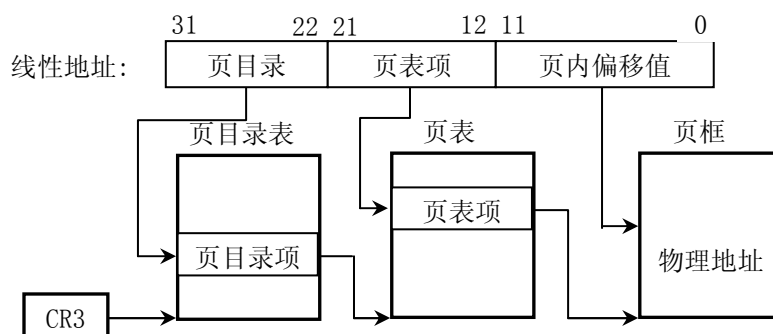 31 22 21 12 11 0
线性地址: 页目录 页表项 页内偏移值
页目录表 页表 页框
页表项
页目录项 物理地址
CR3